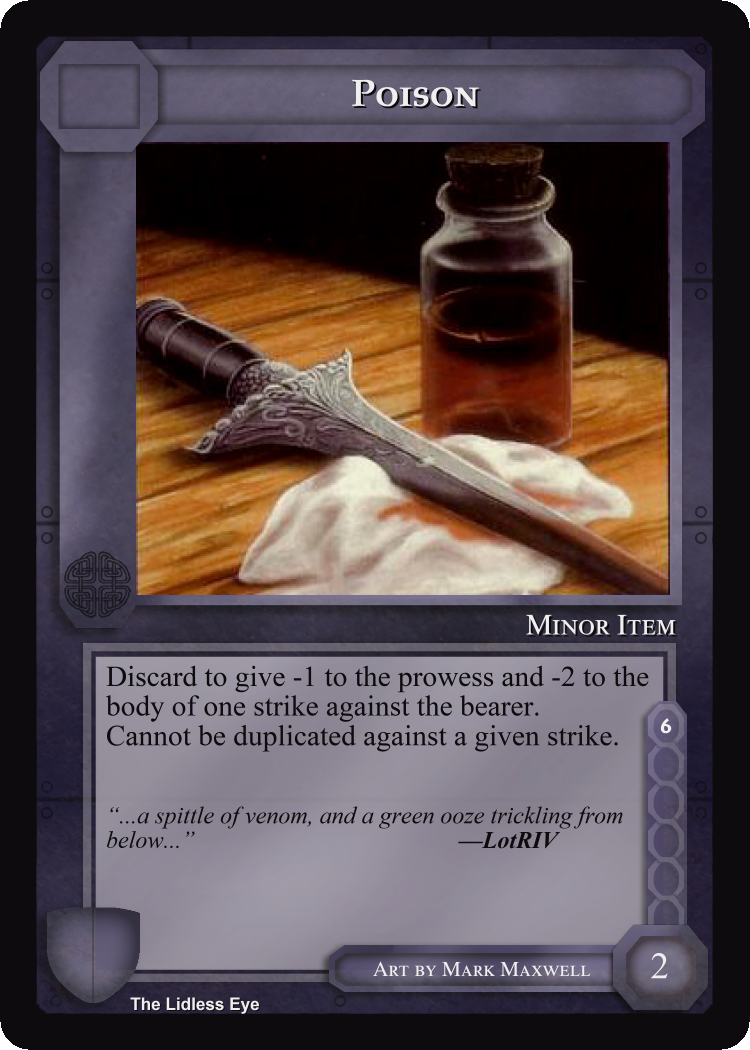 Poison
Minor Item
Discard to give -1 to the prowess and -2 to the
body of one strike against the bearer.
Cannot be duplicated against a given strike.
6
“...a spittle of venom, and a green ooze trickling from
below...” —LotRIV
Art by Mark Maxwell
2
The Lidless Eye